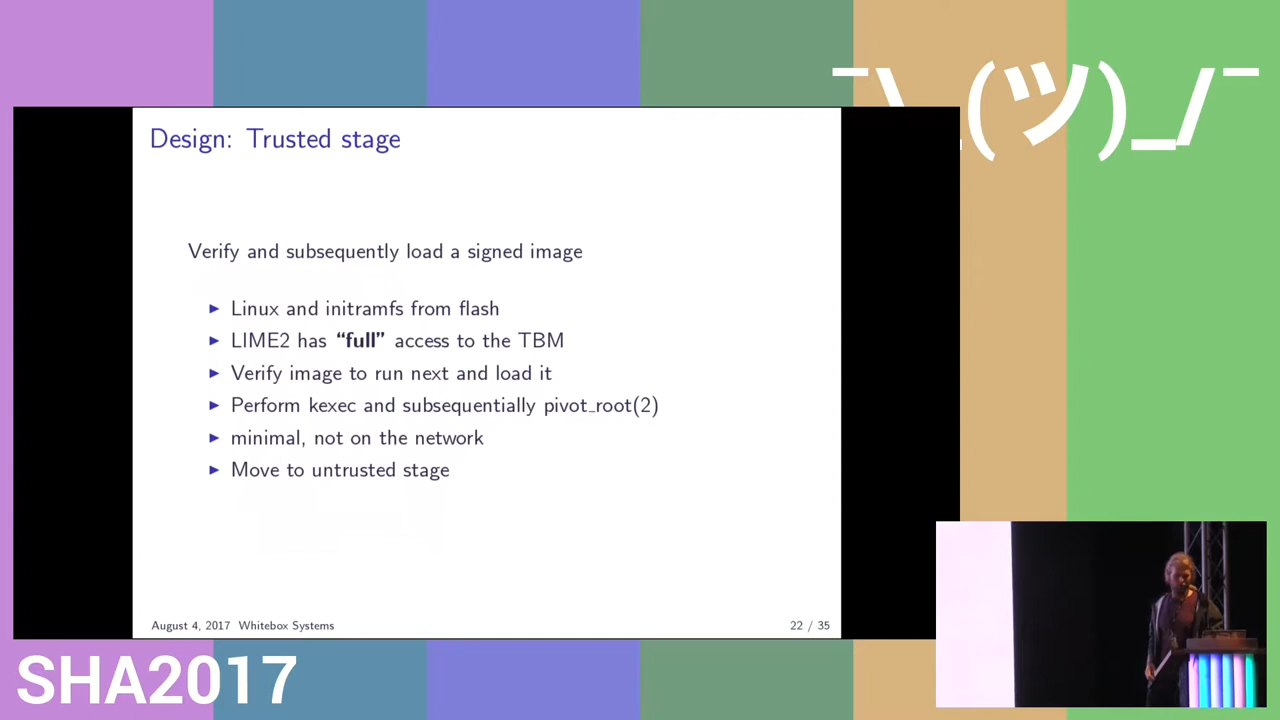 ¯\_(ツ)_/¯
Design: Trusted stage
Verify and subsequently load a signed image
▶ Linux and initramfs from flash
▶ LIME2 has “full” access to the TBM
▶ Verify image to run next and load it
▶ Perform kexec and subsequentially pivot_root(2)
▶ minimal, not on the network
▶ Move to untrusted stage
August 4, 2017 Whitebox Systems
22 / 35
SHA2017